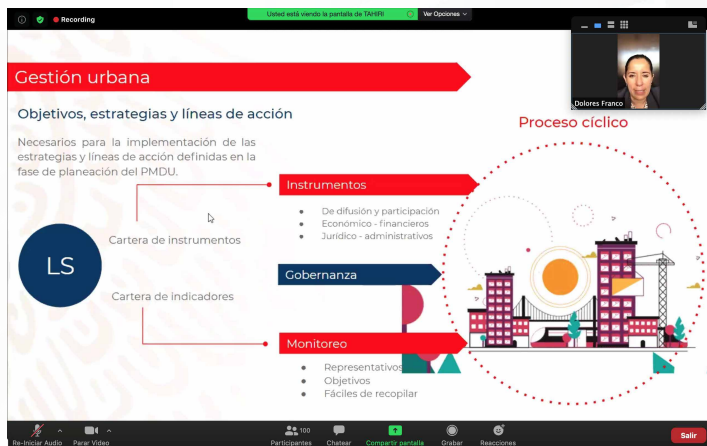 Recording
Usted está viendo la pantalla de TAHIRI
Ver Opciones
Dolores Franco
Gestión urbana
Objetivos, estrategias y líneas de acción
Necesarios para la implementación de las
estrategias y líneas de acción definidas en la
fase de planeación del PMDU.
Proceso cíclico
Instrumentos
• De difusión y participación
• Económico - financieros
• Jurídico - administrativos
Cartera de instrumentos
LS
Gobernanza
Cartera de indicadores
Monitoreo
• Representativos
• Objetivos
• Fáciles de recopilar
Re-Iniciar Audio
Parar Video
100
Participantes
Chatear
Compartir pantalla
Grabar
Reacciones
Salir